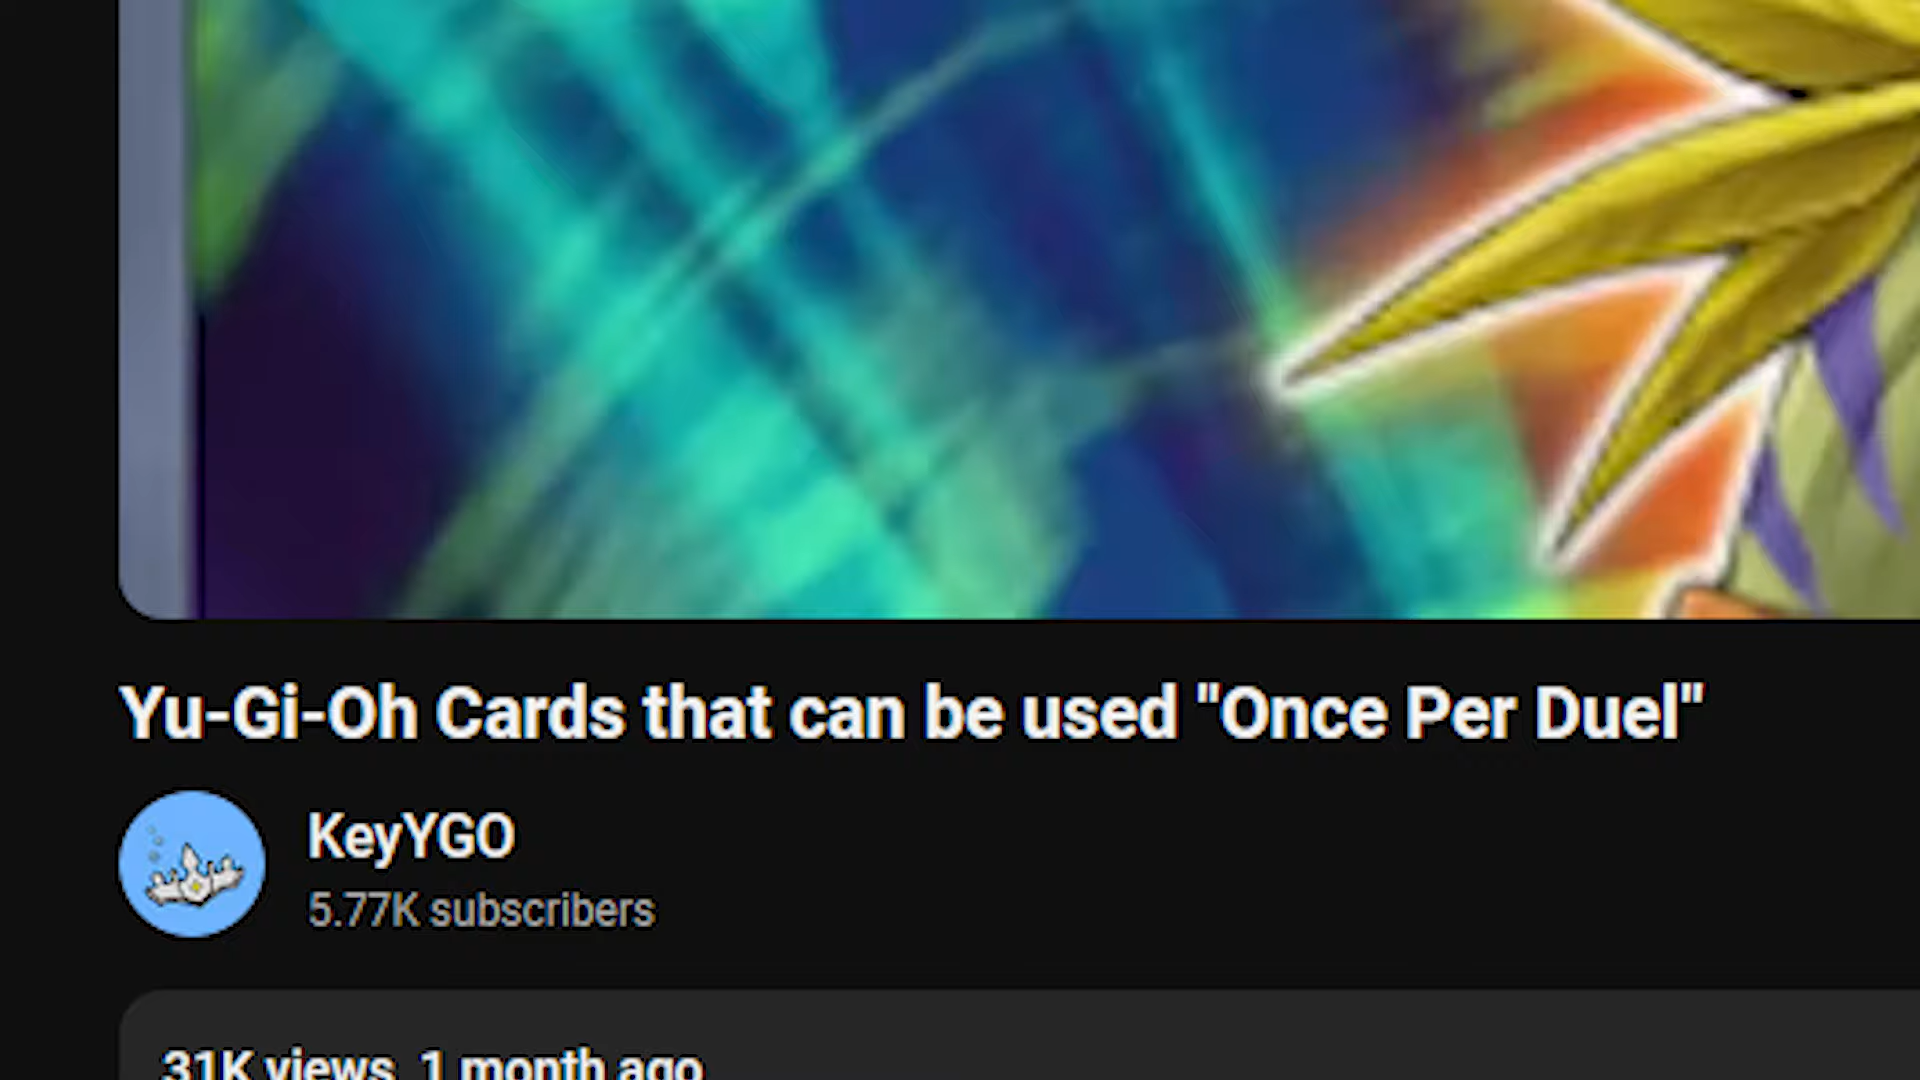 Yu-Gi-Oh Cards that can be used "Once Per Duel"
KeyYGO
5.77K subscribers
31K views 1 month ago